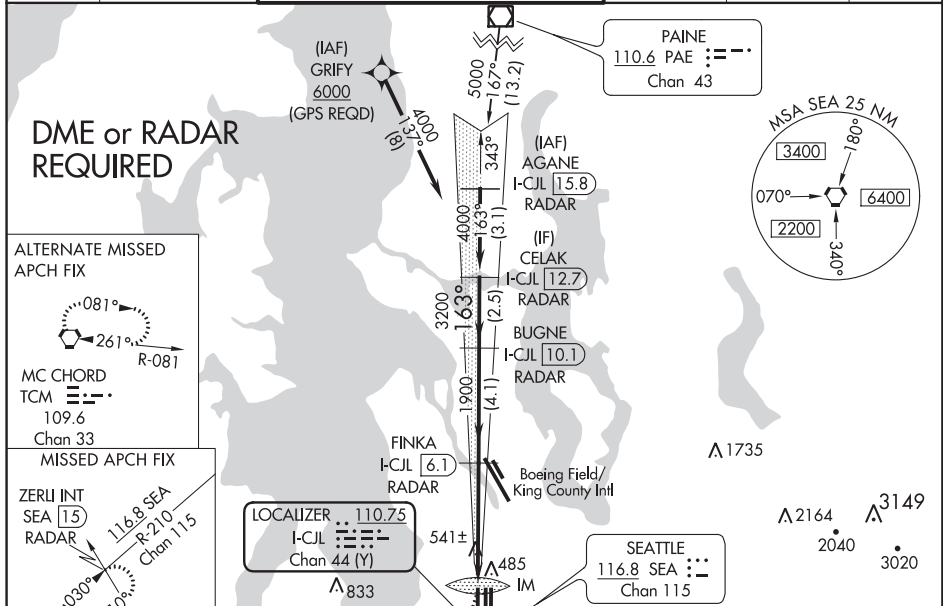 PAINE
110.6 PAE
Chan 43
(IAF)
GRIFY
6000
(GPS REQD)
4000
137°
(8)
5000
167°
(13.2)
DME or RADAR
REQUIRED
343°
(IAF)
AGANE
I-CJL 15.8
RADAR
4000
163°
(3.1)
MSA SEA 25 NM
180°
3400
070°
6400
2200
340°
(IF)
CELAK
I-CJL 12.7
RADAR
3200
163°
(2.5)
BUGNE
I-CJL 10.1
RADAR
1900
(4.1)
ALTERNATE MISSED
APCH FIX
081°
261°
R-081
MC CHORD
TCM
109.6
Chan 33
MISSED APCH FIX
ZERLI INT
SEA 15
RADAR
116.8 SEA
R-210
Chan 115
030°
FINKA
I-CJL 6.1
RADAR
Boeing Field/
King County Intl
1735
2164
3149
2040
3020
LOCALIZER 110.75
I-CJL
Chan 44 (Y)
541±
485
IM
833
SEATTLE
116.8 SEA
Chan 115